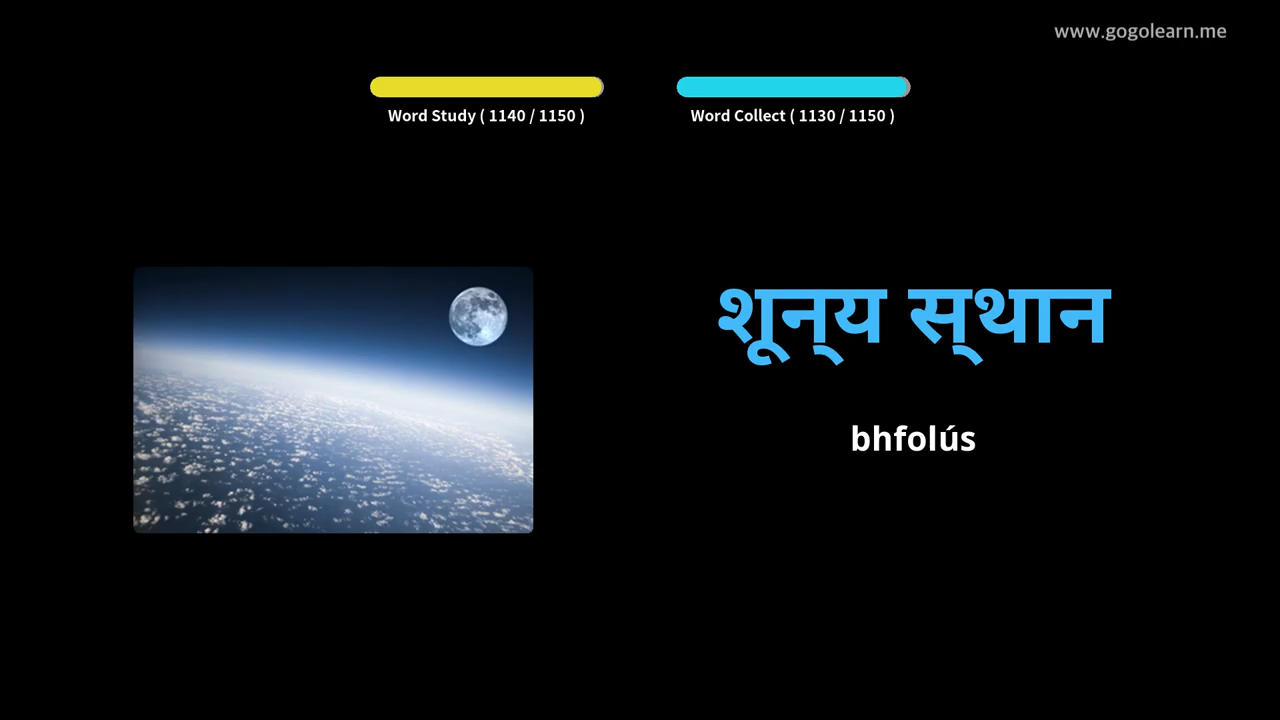 www.gogolearn.me
Word Study ( 1140 / 1150 )
Word Collect ( 1130 / 1150 )
शून्य स्थान
bhfolús